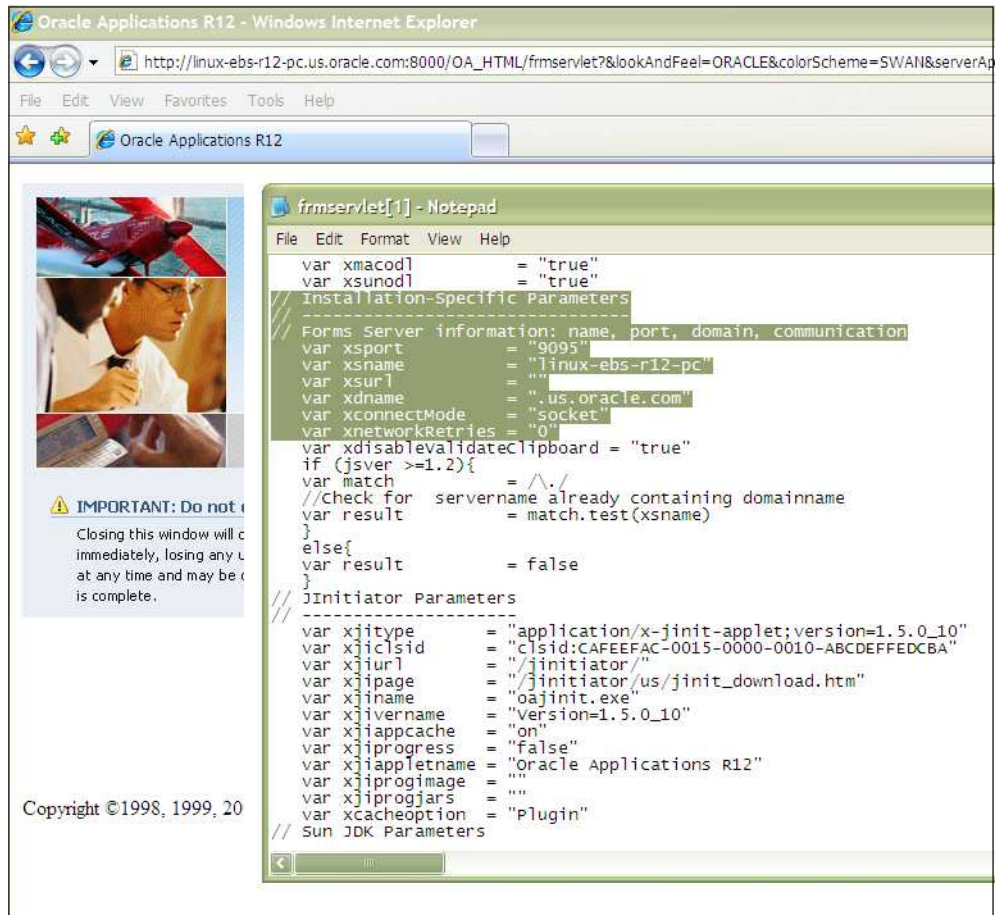 Oracle Applications R12 - Windows Internet Explorer
http://linux-ebs-r12-pc.us.oracle.com:8000/OA_HTML/frmservlet?&lookAndFeel=ORACLE&colorScheme=SWAN&serverAp
File Edit View Favorites Tools Help
Oracle Applications R12
frmservlet[1] - Notepad
File Edit Format View Help
var xmacodl = "true"
var xsunodl = "true"
// Installation-Specific Parameters
// ---------------------------------
// Forms Server information: name, port, domain, communication
var xsport = "9095"
var xsname = "linux-ebs-r12-pc"
var xsurl = ""
var xdname = ".us.oracle.com"
var xconnectMode = "socket"
var xnetworkRetries = "0"
var xdisableValidateClipboard = "true"
if (jsver >=1.2){
var match = /\./
//Check for servername already containing domainname
var result = match.test(xsname)
}
else{
var result = false
}
// JInitiator Parameters
// ----------------------
var xjitype = "application/x-jinit-applet;version=1.5.0_10"
var xjiclsid = "clsid:CAFEEFAC-0015-0000-0010-ABCDEFFEDCBA"
var xjiurl = "/jinitiator/"
var xjipage = "/jinitiator/us/jinit_download.htm"
var xjiname = "oajinit.exe"
var xjivername = "Version=1.5.0_10"
var xjiappcache = "on"
var xjiprogress = "false"
var xjiappletname = "Oracle Applications R12"
var xjiprogimage = ""
var xjiprogjars = ""
var xcacheoption = "Plugin"
// Sun JDK Parameters
IMPORTANT: Do not
Closing this window will c
immediately, losing any u
at any time and may be
is complete.
Copyright ©1998, 1999, 20